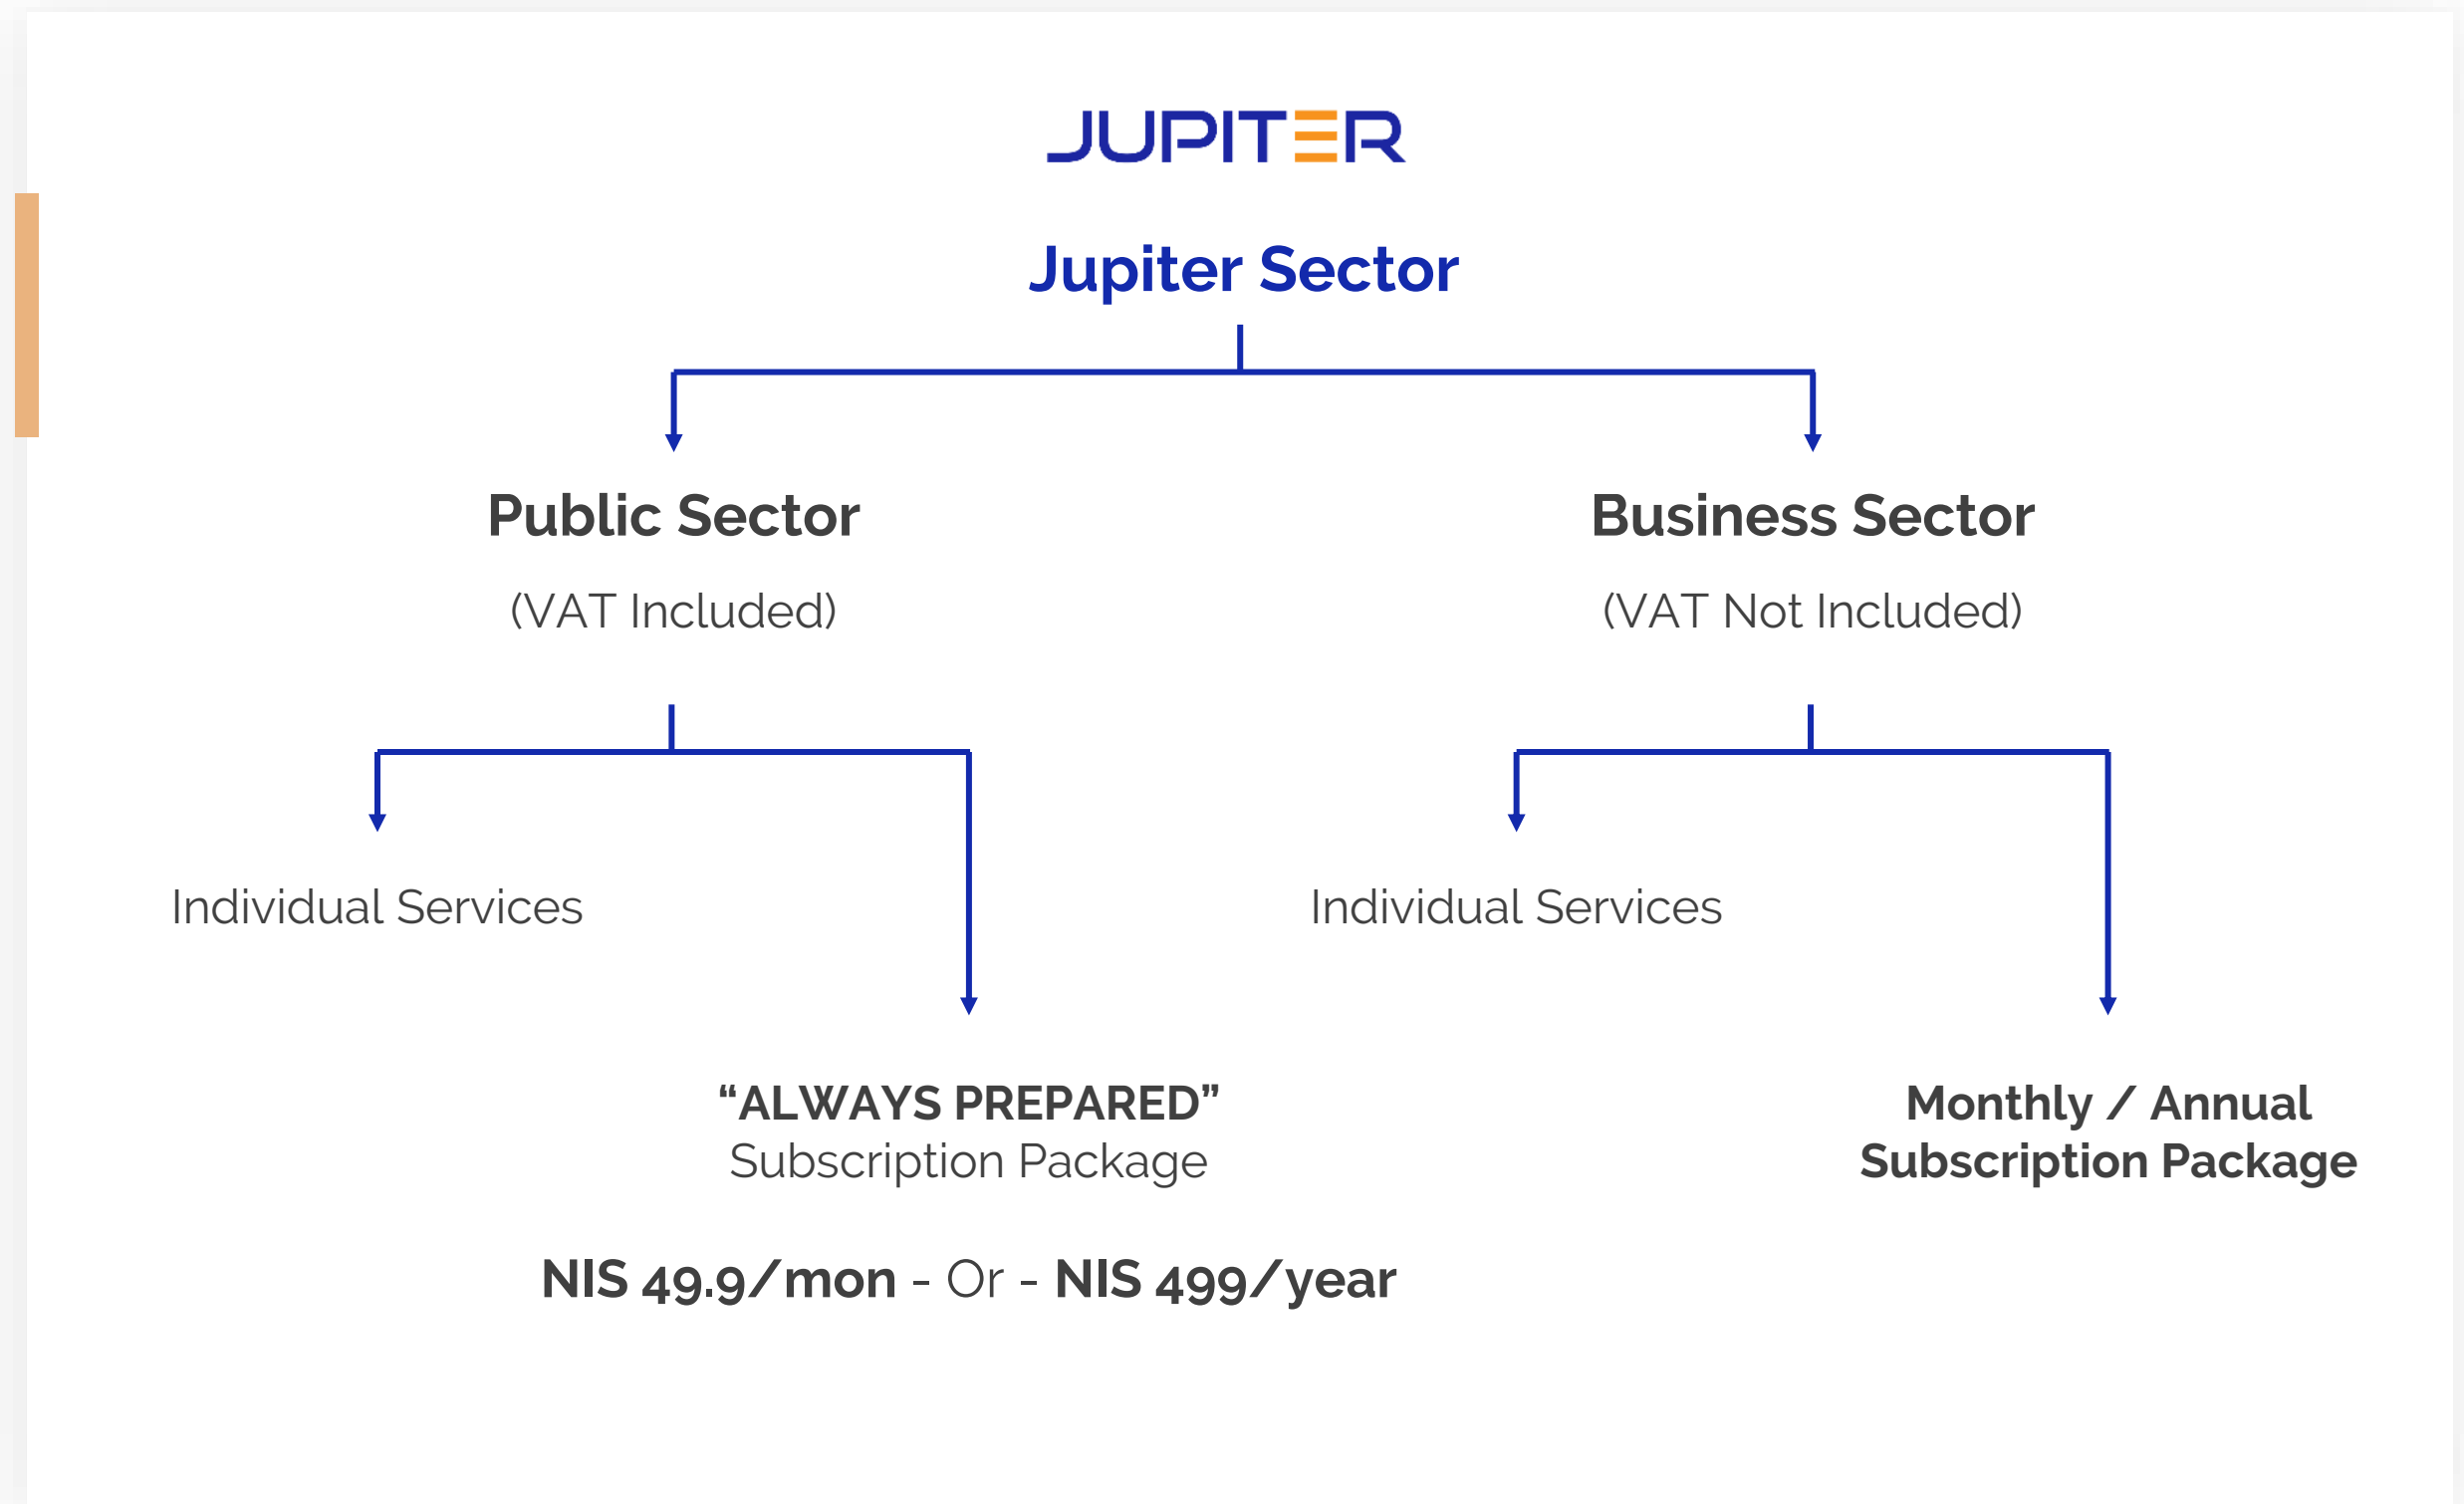 JUPITER
Jupiter Sector
Public Sector
(VAT Included)
Business Sector
(VAT Not Included)
Individual Services
Individual Services
“ALWAYS PREPARED”
Subscription Package
NIS 49.9/mon - Or - NIS 499/year
Monthly / Annual
Subscription Package